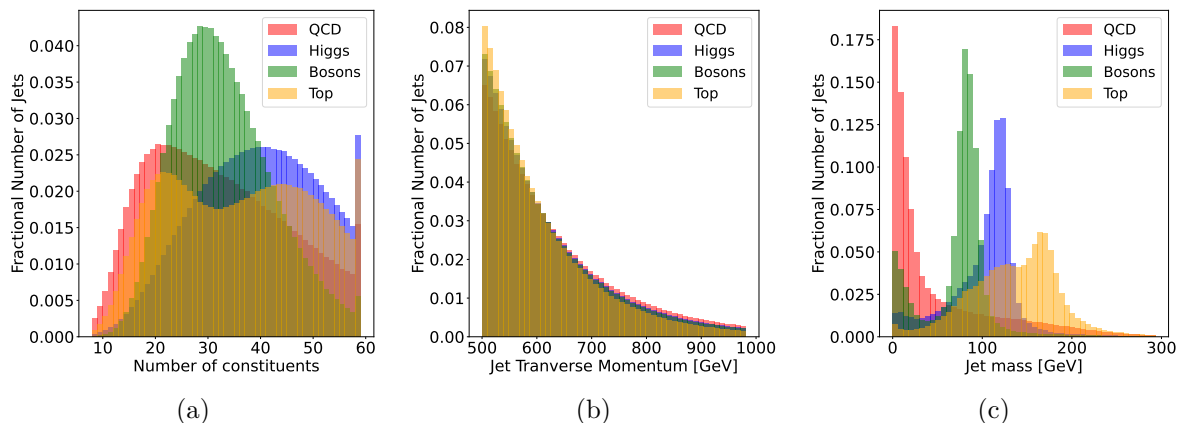 QCD
Higgs
Bosons
Top
0.040
0.035
0.030
0.025
0.020
0.015
0.010
0.005
0.000
Fractional Number of Jets
10 20 30 40 50 60
Number of constituents
(a)
QCD
Higgs
Bosons
Top
0.08
0.07
0.06
0.05
0.04
0.03
0.02
0.01
0.00
Fractional Number of Jets
500 600 700 800 900 1000
Jet Tranverse Momentum [GeV]
(b)
QCD
Higgs
Bosons
Top
0.175
0.150
0.125
0.100
0.075
0.050
0.025
0.000
Fractional Number of Jets
0 100 200 300
Jet mass [GeV]
(c)